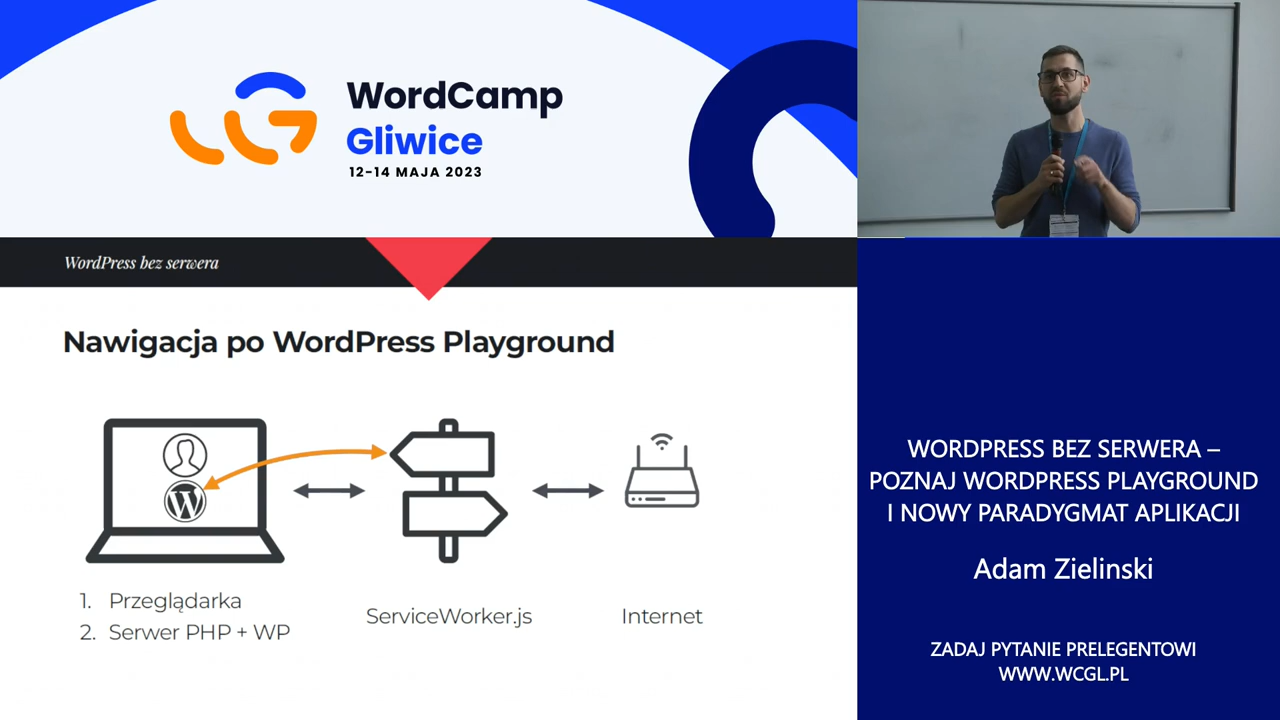 WordCamp
Gliwice
12-14 MAJA 2023
WordPress bez serwera
Nawigacja po WordPress Playground
1. Przeglądarka
2. Serwer PHP + WP
ServiceWorker.js
Internet
WORDPRESS BEZ SERWERA –
POZNAJ WORDPRESS PLAYGROUND
I NOWY PARADYGMAT APLIKACJI
Adam Zielinski
ZADAJ PYTANIE PRELEGENTOWI
WWW.WCGL.PL